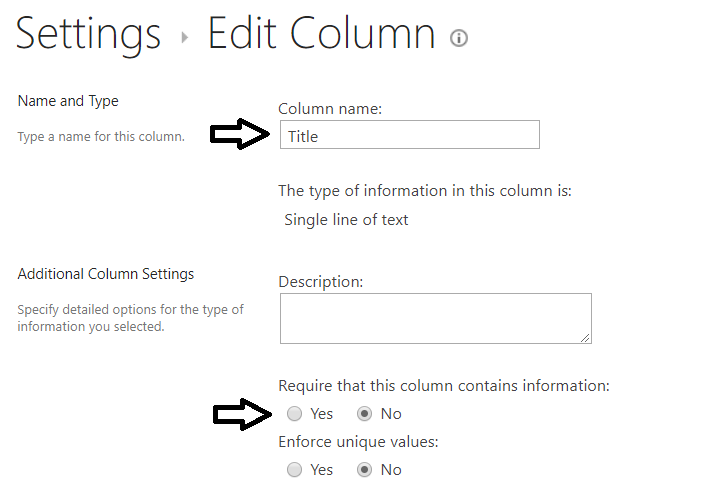 Settings ▸ Edit Column
Name and Type
Type a name for this column.
Column name:
Title
The type of information in this column is:
Single line of text
Additional Column Settings
Specify detailed options for the type of
information you selected.
Description:
Require that this column contains information:
Yes No
Enforce unique values:
Yes No